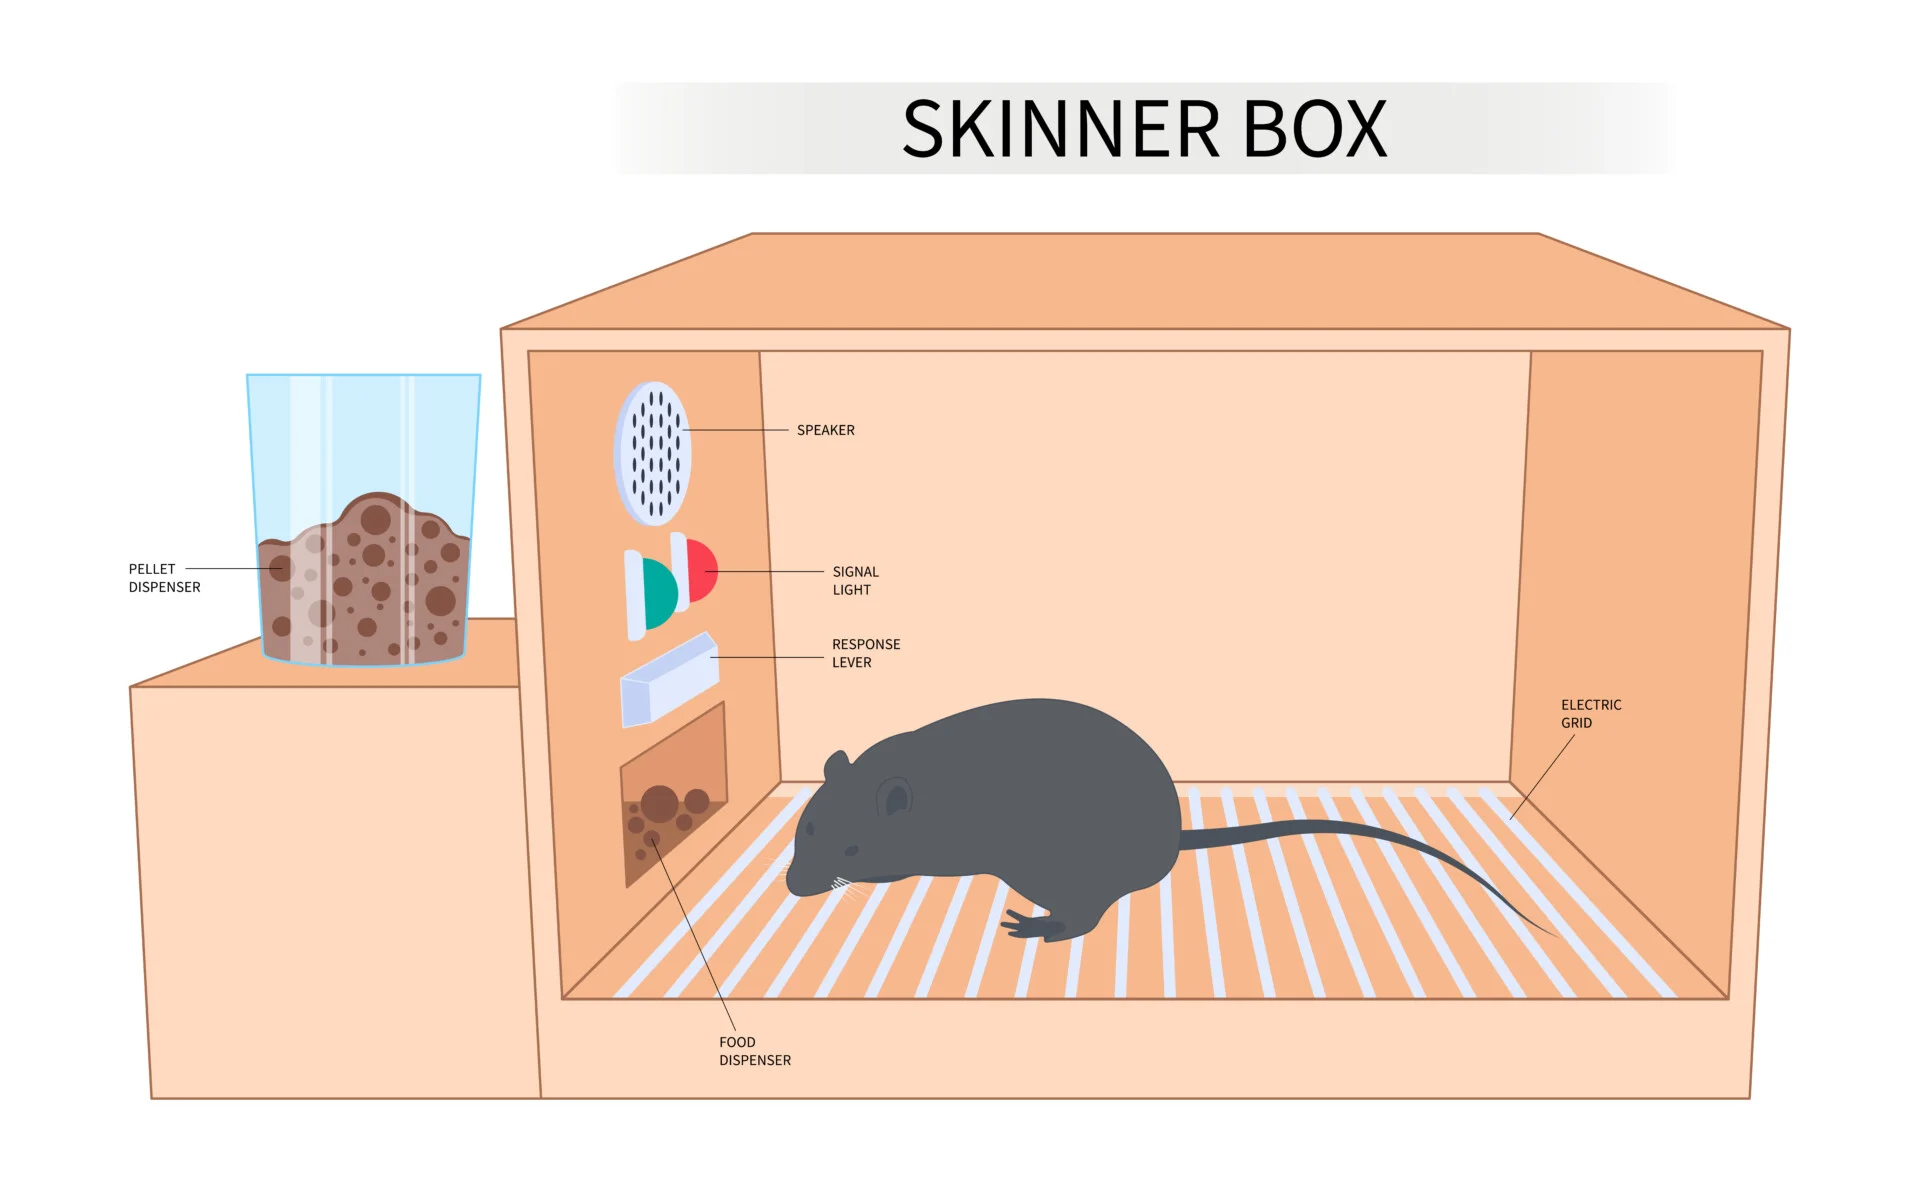 SKINNER BOX
SPEAKER
PELLET
DISPENSER
SIGNAL
LIGHT
RESPONSE
LEVER
ELECTRIC
GRID
FOOD
DISPENSER